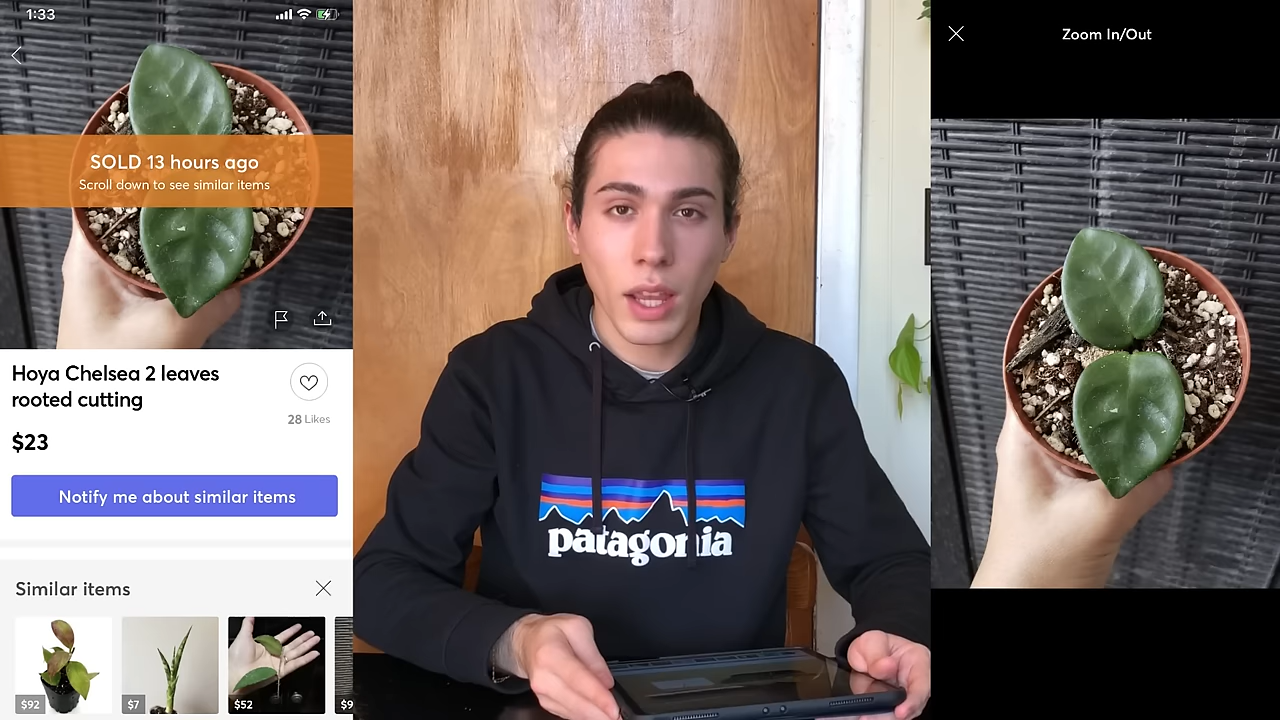 1:33
SOLD 13 hours ago
Scroll down to see similar items
Hoya Chelsea 2 leaves
rooted cutting
28 Likes
$23
Notify me about similar items
Similar items
$92
$7
$52
$9
patagonia
Zoom In/Out